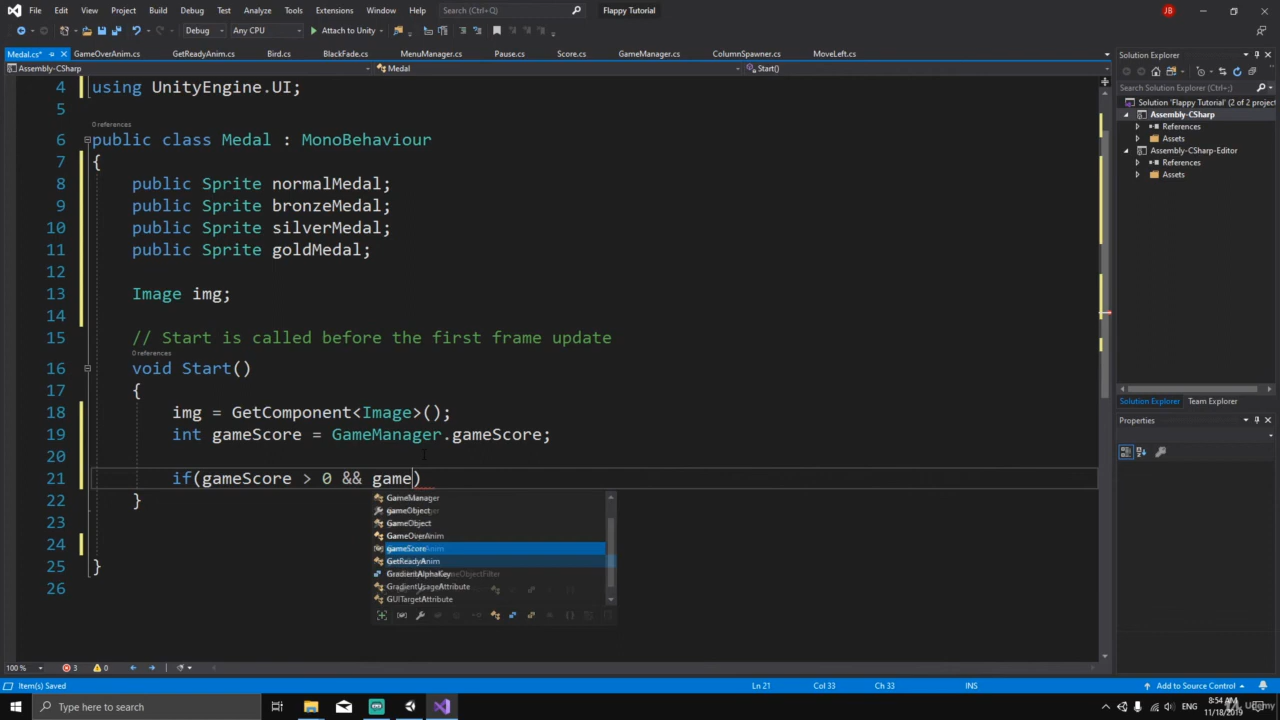 File Edit View Project Build Debug Test Analyze Tools Extensions Window Help Search (Ctrl+Q) Flappy Tutorial JB
Debug Any CPU Attach to Unity
Medal.cs* GameOverAnim.cs GetReadyAnim.cs Bird.cs BlackFade.cs MenuManager.cs Pause.cs Score.cs GameManager.cs ColumnSpawner.cs MoveLeft.cs
Assembly-CSharp Medal Start()
4 using UnityEngine.UI;
5
0 references
6 public class Medal : MonoBehaviour
7 {
8 public Sprite normalMedal;
9 public Sprite bronzeMedal;
10 public Sprite silverMedal;
11 public Sprite goldMedal;
12
13 Image img;
14
15 // Start is called before the first frame update
0 references
16 void Start()
17 {
18 img = GetComponent<Image>();
19 int gameScore = GameManager.gameScore;
20
21 if(gameScore > 0 && game)
22 }
23
24
25 }
26
GameManager
gameObject
GameObject
GameOverAnim
gameScore
GetReadyAnim
GradientAlphaKey
GradientUsageAttribute
GUITargetAttribute
Solution Explorer
Search Solution Explorer (Ctrl+;)
Solution 'Flappy Tutorial' (2 of 2 project
Assembly-CSharp
References
Assets
Assembly-CSharp-Editor
References
Assets
Solution Explorer Team Explorer
Properties
100 % 3 0
Item(s) Saved Ln 21 Col 33 Ch 33 INS Add to Source Control
Type here to search ENG 8:54 AM 11/18/2019
Udemy